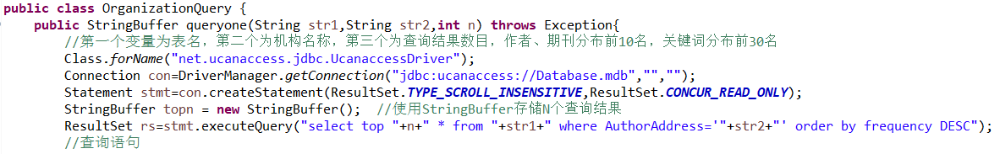 public class OrganizationQuery {
public StringBuffer queryone(String str1,String str2,int n) throws Exception{
//第一个变量为表名，第二个为机构名称，第三个为查询结果数目，作者、期刊分布前10名，关键词分布前30名
Class.forName("net.ucanaccess.jdbc.UcanaccessDriver");
Connection con=DriverManager.getConnection("jdbc:ucanaccess://Database.mdb","","");
Statement stmt=con.createStatement(ResultSet.TYPE_SCROLL_INSENSITIVE,ResultSet.CONCUR_READ_ONLY);
StringBuffer topn = new StringBuffer();  //使用StringBuffer存储N个查询结果
ResultSet rs=stmt.executeQuery("select top "+n+" * from "+str1+" where AuthorAddress='"+str2+"' order by frequency DESC");
//查询语句